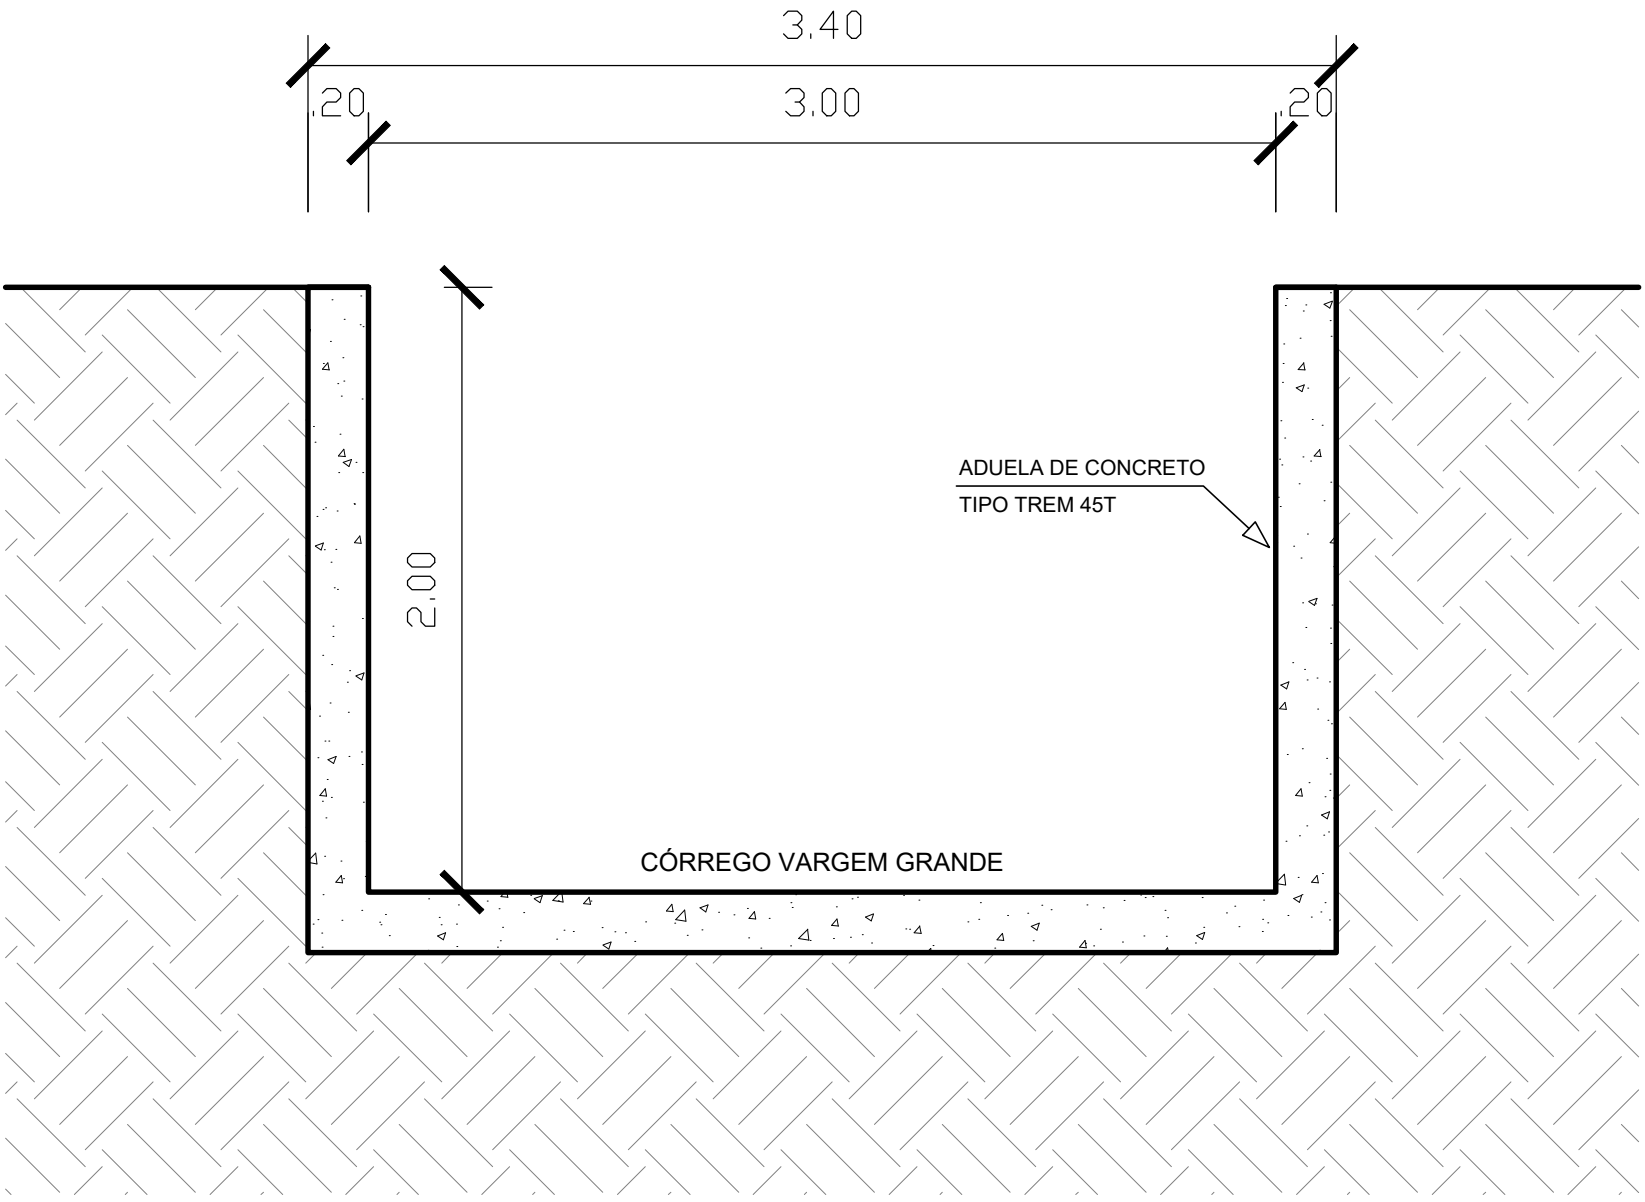 3.40
.20
3.00
.20
ADUELA DE CONCRETO
TIPO TREM 45T
2.00
CÓRREGO VARGEM GRANDE